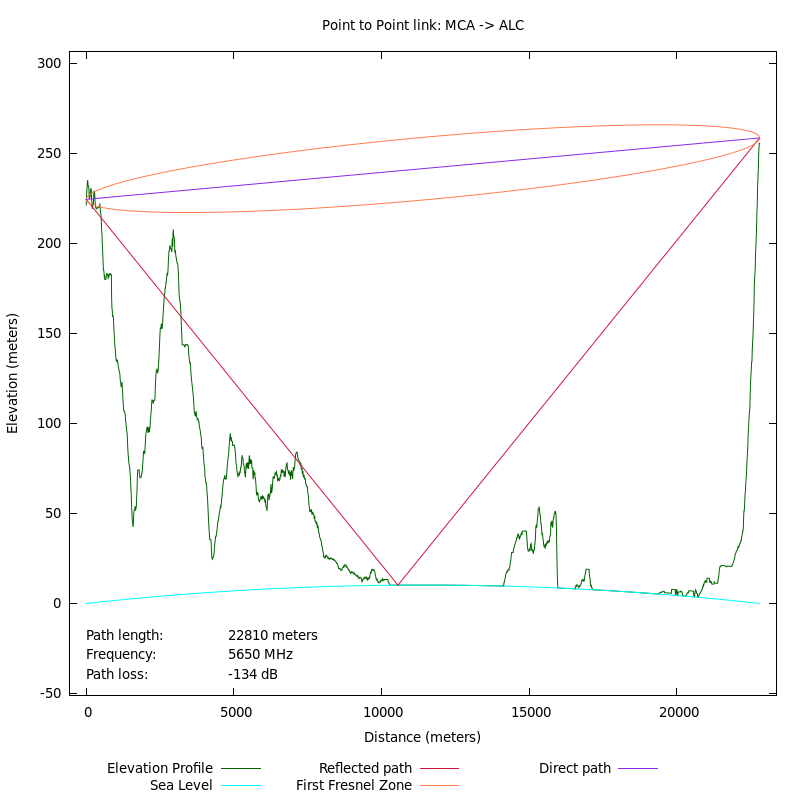 Point to Point link: MCA -> ALC
300
250
200
150
100
50
0
-50
Elevation (meters)
Path length: 22810 meters
Frequency: 5650 MHz
Path loss: -134 dB
0 5000 10000 15000 20000
Distance (meters)
Elevation Profile Reflected path Direct path
Sea Level First Fresnel Zone